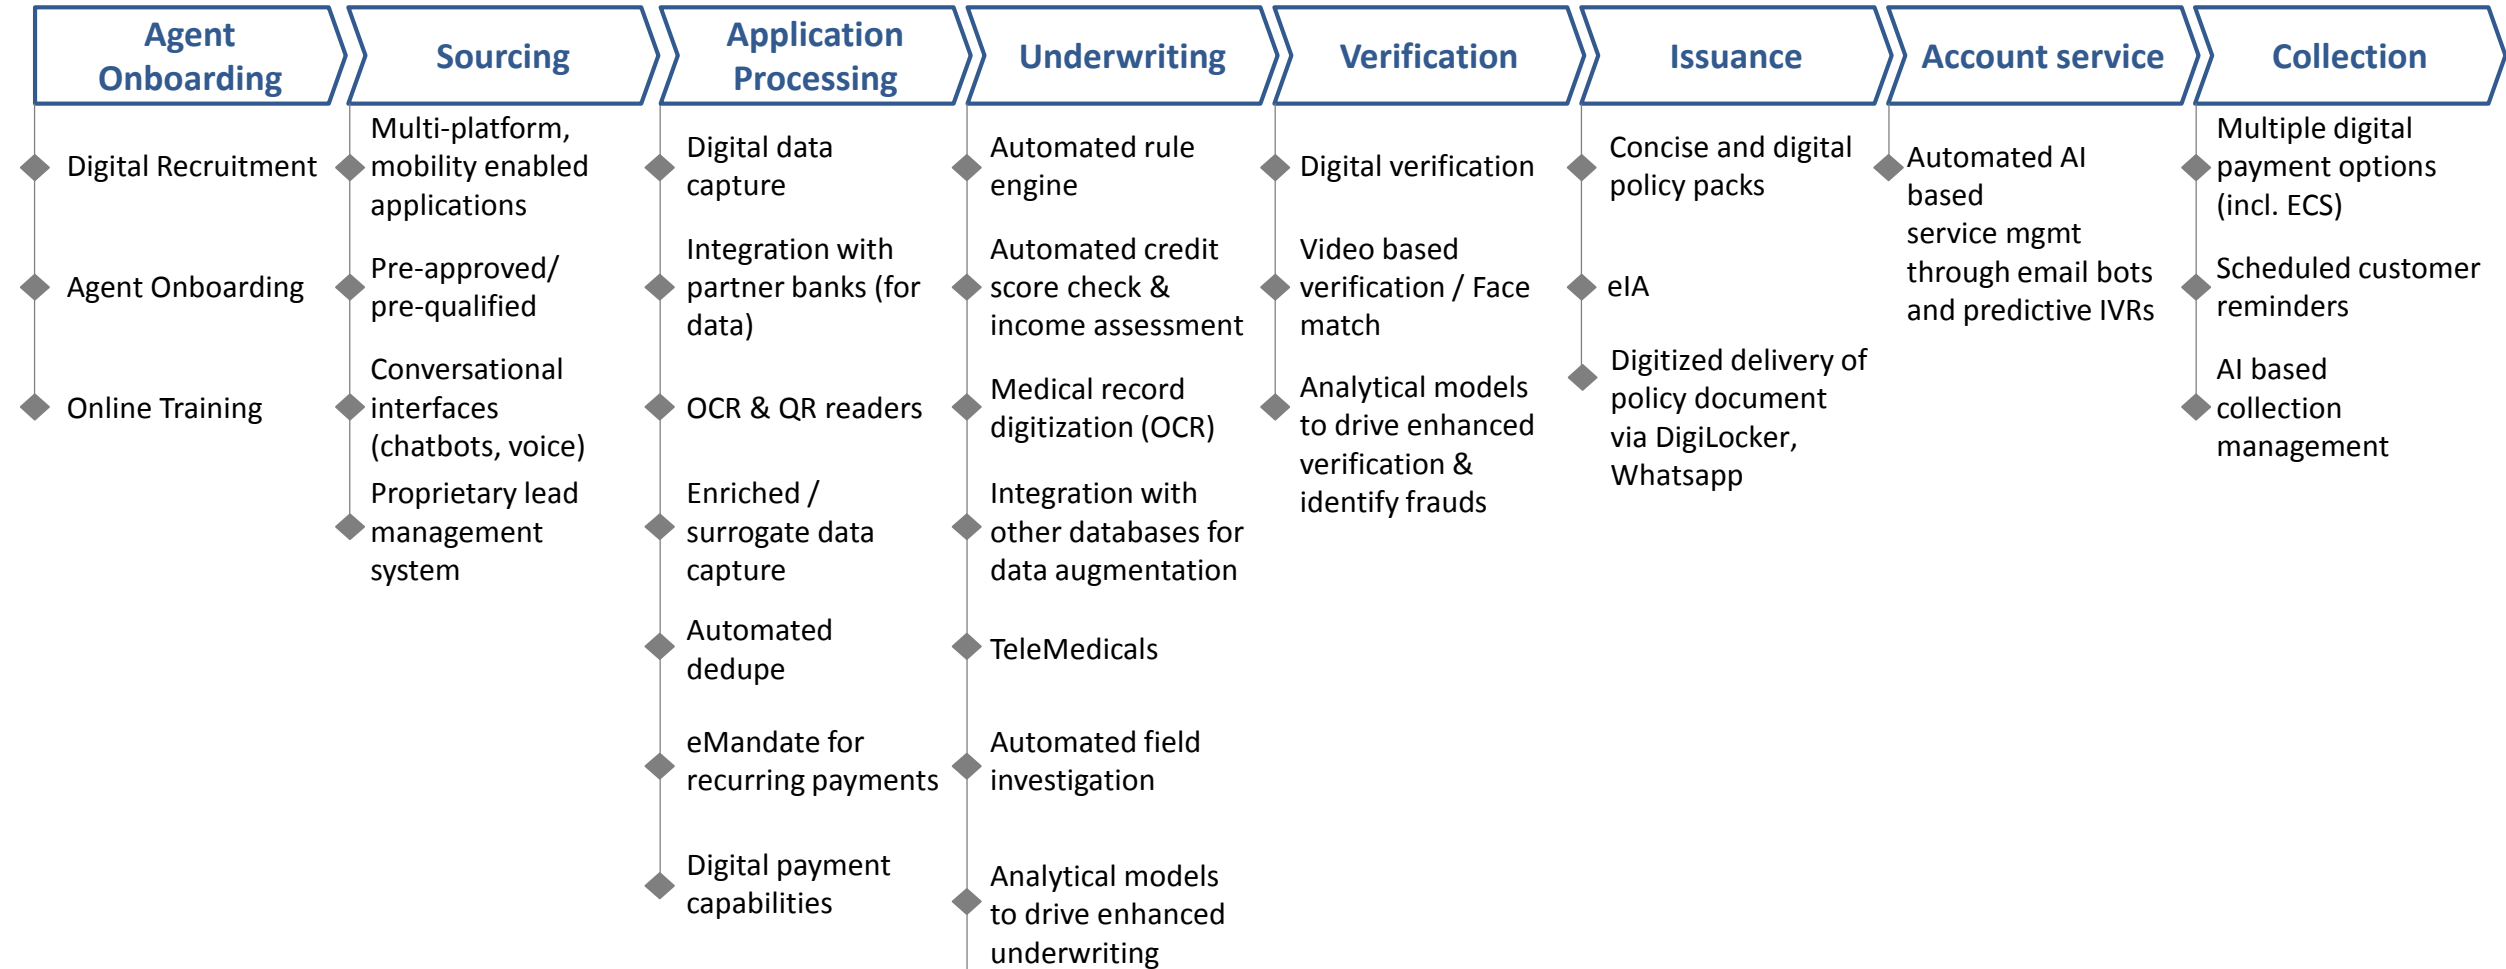 Agent
Onboarding
Sourcing
Application
Processing
Underwriting
Verification
Issuance
Account service
Collection
Digital Recruitment
Agent Onboarding
Online Training
Multi-platform,
mobility enabled
applications
Pre-approved/
pre-qualified
Conversational
interfaces
(chatbots, voice)
Proprietary lead
management
system
Digital data
capture
Integration with
partner banks (for
data)
OCR & QR readers
Enriched /
surrogate data
capture
Automated
dedupe
eMandate for
recurring payments
Digital payment
capabilities
Automated rule
engine
Automated credit
score check &
income assessment
Medical record
digitization (OCR)
Integration with
other databases for
data augmentation
TeleMedicals
Automated field
investigation
Analytical models
to drive enhanced
underwriting
Digital verification
Video based
verification / Face
match
Analytical models
to drive enhanced
verification &
identify frauds
Concise and digital
policy packs
eIA
Digitized delivery of
policy document
via DigiLocker,
Whatsapp
Automated AI
based
service mgmt
through email bots
and predictive IVRs
Multiple digital
payment options
(incl. ECS)
Scheduled customer
reminders
AI based
collection
management